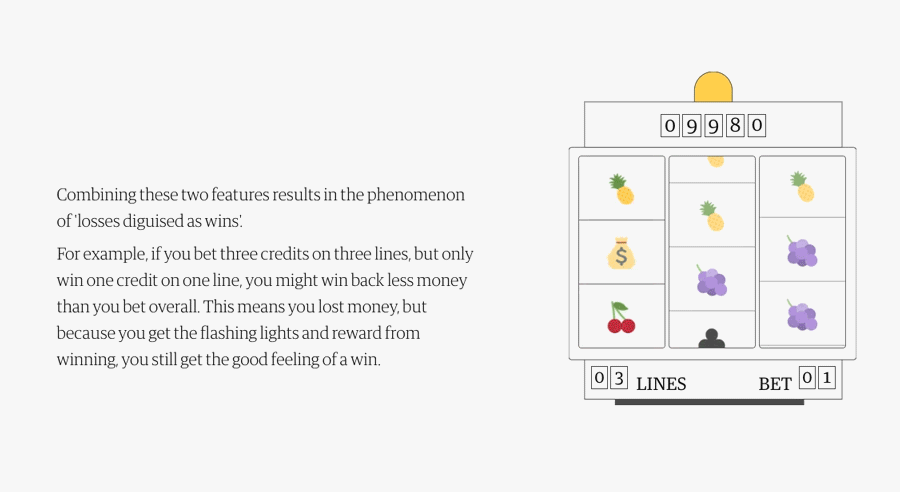 Combining these two features results in the phenomenon
of 'losses diguised as wins'.
For example, if you bet three credits on three lines, but only
win one credit on one line, you might win back less money
than you bet overall. This means you lost money, but
because you get the flashing lights and reward from
winning, you still get the good feeling of a win.
09980
$
03 LINES BET 01